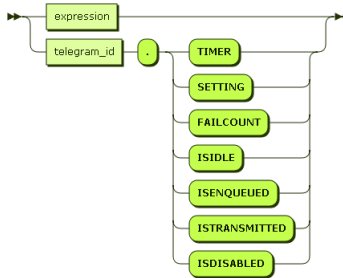 expression
telegram_id . TIMER
SETTING
FAILCOUNT
ISIDLE
ISENQUEUED
ISTRANSMITTED
ISDISABLED